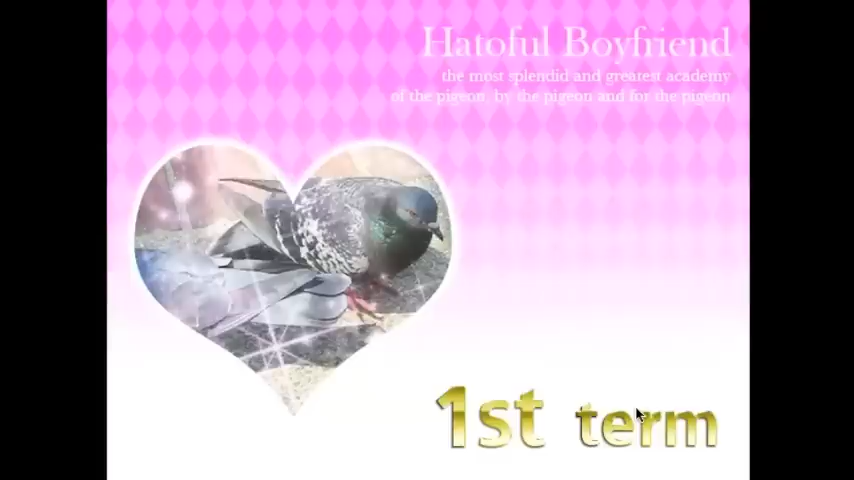 Hatoful Boyfriend
the most splendid and greatest academy
of the pigeon, by the pigeon and for the pigeon
1st term